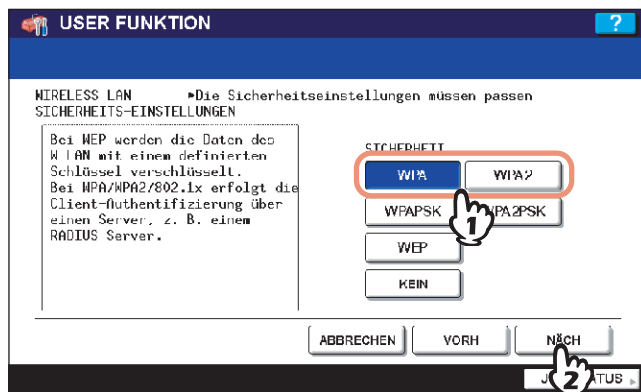 USER FUNKTION
?
WIRELESS LAN ▶Die Sicherheitseinstellungen müssen passen
SICHERHEITS-EINSTELLUNGEN
Bei WEP werden die Daten des
W LAN mit einem definierten
Schlüssel verschlüsselt.
Bei WPA/WPA2/802.1x erfolgt die
Client-Authentifizierung über
einen Server, z. B. einem
RADIUS Server.
SICHERHEIT
WPA WPA2
WPAPSK WPA2PSK
1
WEP
KEIN
ABBRECHEN VORH NÄCH
2